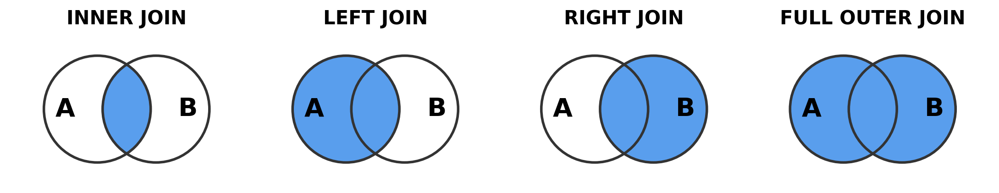 INNER JOIN
A B
LEFT JOIN
A B
RIGHT JOIN
A B
FULL OUTER JOIN
A B